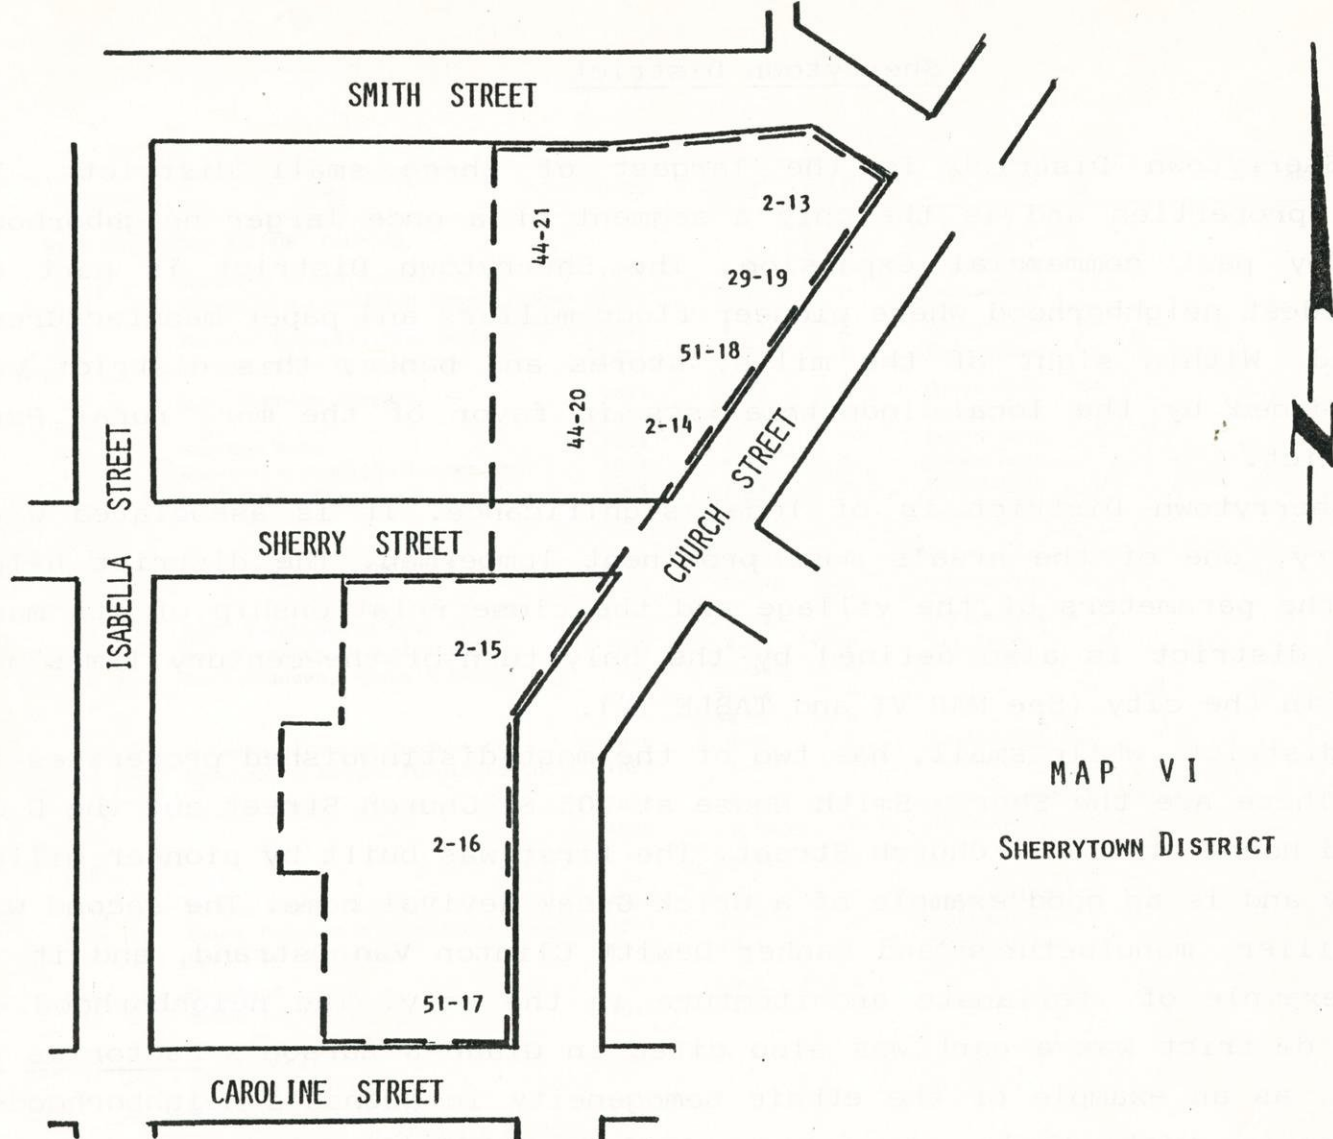 SMITH STREET
2-13
44-21
29-19
51-18
44-20
2-14
CHURCH STREET
ISABELLA STREET
SHERRY STREET
2-15
MAP VI
SHERRYTOWN DISTRICT
2-16
51-17
CAROLINE STREET
N